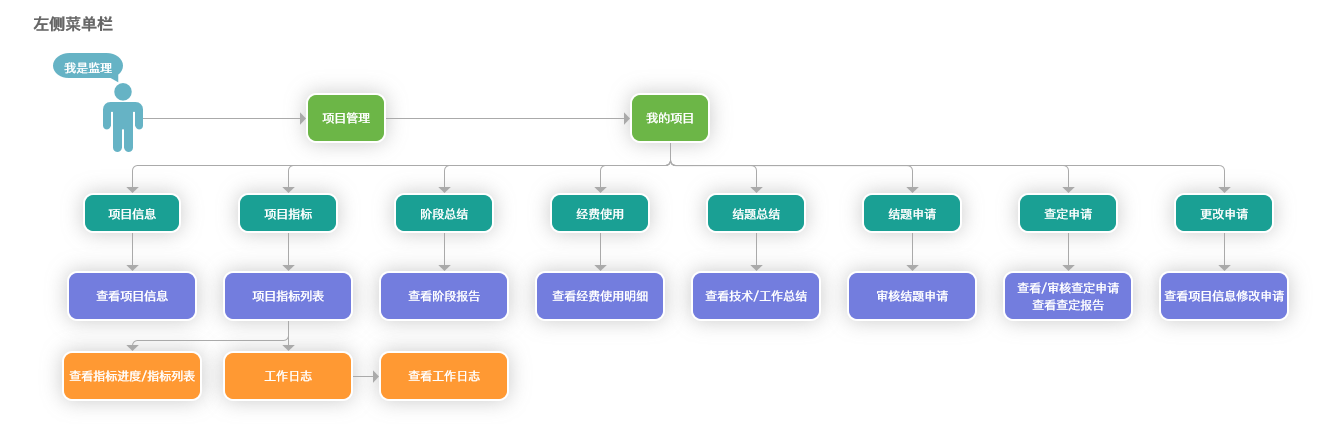 左侧菜单栏
我是监理
项目管理
我的项目
项目信息
项目指标
阶段总结
经费使用
结题总结
结题申请
查定申请
更改申请
查看项目信息
项目指标列表
查看阶段报告
查看经费使用明细
查看技术/工作总结
审核结题申请
查看/审核查定申请
查看查定报告
查看项目信息修改申请
查看指标进度/指标列表
工作日志
查看工作日志